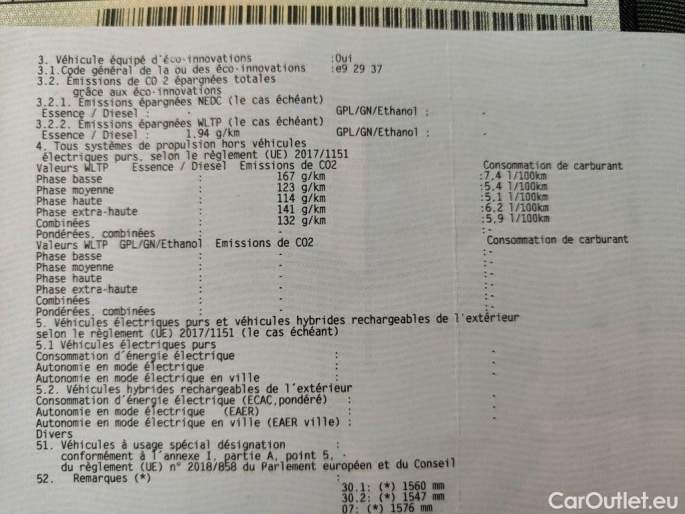 3. Véhicule équipé d'éco-innovations :Oui
3.1.Code général de la ou des éco-innovations :e9 29 37
3.2. Emissions de CO 2 épargnées totales
grâce aux éco-innovations
3.2.1. Emissions épargnées NEDC (le cas échéant)
Essence / Diesel : - GPL/GN/Ethanol : -
3.2.2. Emissions épargnées WLTP (le cas échéant)
Essence / Diesel : 1.94 g/km GPL/GN/Ethanol : -
4. Tous systèmes de propulsion hors véhicules
électriques purs, selon le règlement (UE) 2017/1151
Valeurs WLTP Essence / Diesel Emissions de CO2 Consommation de carburant
Phase basse : 167 g/km :7,4 l/100km
Phase moyenne : 123 g/km :5,4 l/100km
Phase haute : 114 g/km :5,1 l/100km
Phase extra-haute : 141 g/km :6,2 l/100km
Combinées : 132 g/km :5,9 l/100km
Pondérées, combinées : - :-
Valeurs WLTP GPL/GN/Ethanol Emissions de CO2 Consommation de carburant
Phase basse : - :-
Phase moyenne : - :-
Phase haute : - :-
Phase extra-haute : - :-
Combinées : - :-
Pondérées, combinées : - :-
5. Véhicules électriques purs et véhicules hybrides rechargeables de l'extérieur
selon le règlement (UE) 2017/1151 (le cas échéant)
5.1 Véhicules électriques purs
Consommation d'énergie électrique : -
Autonomie en mode électrique : -
Autonomie en mode électrique en ville : -
5.2. Véhicules hybrides rechargeables de l'extérieur
Consommation d'énergie électrique (ECAC,pondéré) : -
Autonomie en mode électrique (EAER) : -
Autonomie en mode électrique en ville (EAER ville) : -
Divers
51. Véhicules à usage spécial désignation :
conformément à l'annexe I, partie A, point 5, -
du règlement (UE) n° 2018/858 du Parlement européen et du Conseil
52. Remarques (*) :
30.1: (*) 1560 mm
30.2: (*) 1547 mm
07: (*) 1576 mm
CarOutlet.eu